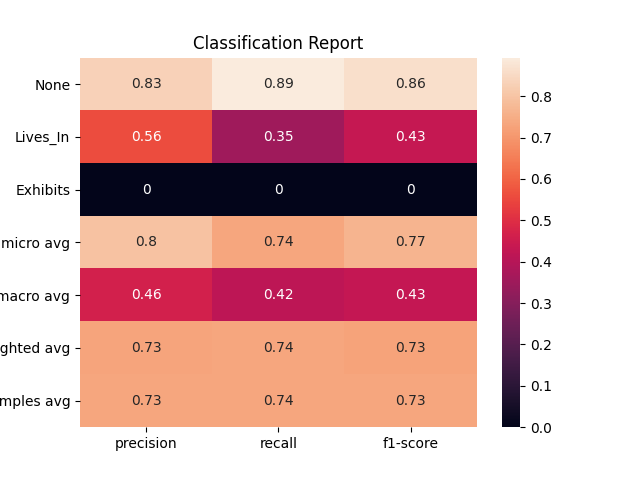 Classification Report
None 0.83 0.89 0.86 0.8
Lives_In 0.56 0.35 0.43 0.7
Exhibits 0 0 0 0.6
micro avg 0.8 0.74 0.77 0.5
macro avg 0.46 0.42 0.43 0.4
ghted avg 0.73 0.74 0.73 0.3
mples avg 0.73 0.74 0.73 0.2
0.1
0.0
precision recall f1-score